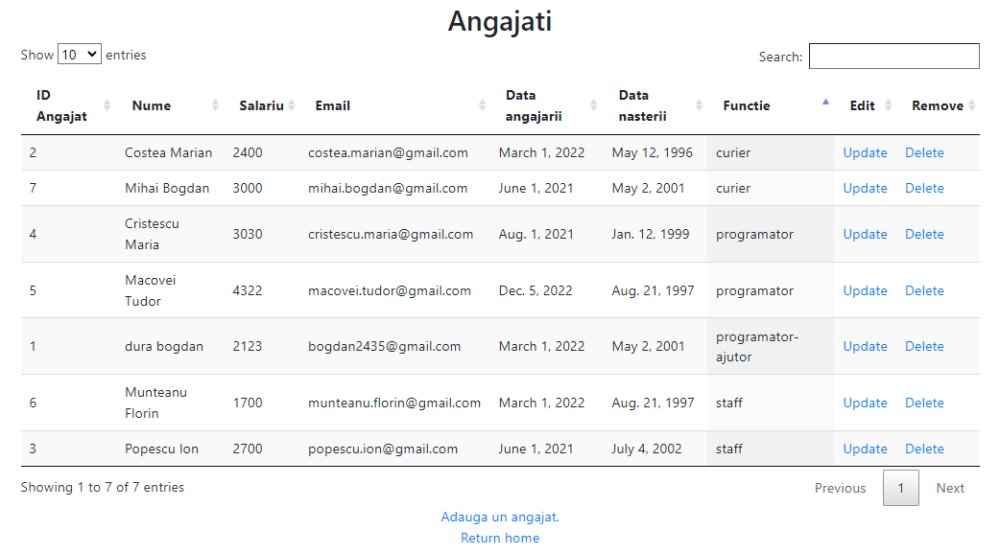 Angajati
Show 10 entries
Search:
ID Angajat Nume Salariu Email Data angajarii Data nasterii Functie Edit Remove
2 Costea Marian 2400 costea.marian@gmail.com March 1, 2022 May 12, 1996 curier Update Delete
7 Mihai Bogdan 3000 mihai.bogdan@gmail.com June 1, 2021 May 2, 2001 curier Update Delete
4 Cristescu Maria 3030 cristescu.maria@gmail.com Aug. 1, 2021 Jan. 12, 1999 programator Update Delete
5 Macovei Tudor 4322 macovei.tudor@gmail.com Dec. 5, 2022 Aug. 21, 1997 programator Update Delete
1 dura bogdan 2123 bogdan2435@gmail.com March 1, 2022 May 2, 2001 programator-ajutor Update Delete
6 Munteanu Florin 1700 munteanu.florin@gmail.com March 1, 2022 Aug. 21, 1997 staff Update Delete
3 Popescu Ion 2700 popescu.ion@gmail.com June 1, 2021 July 4, 2002 staff Update Delete
Showing 1 to 7 of 7 entries
Previous 1 Next
Adauga un angajat.
Return home